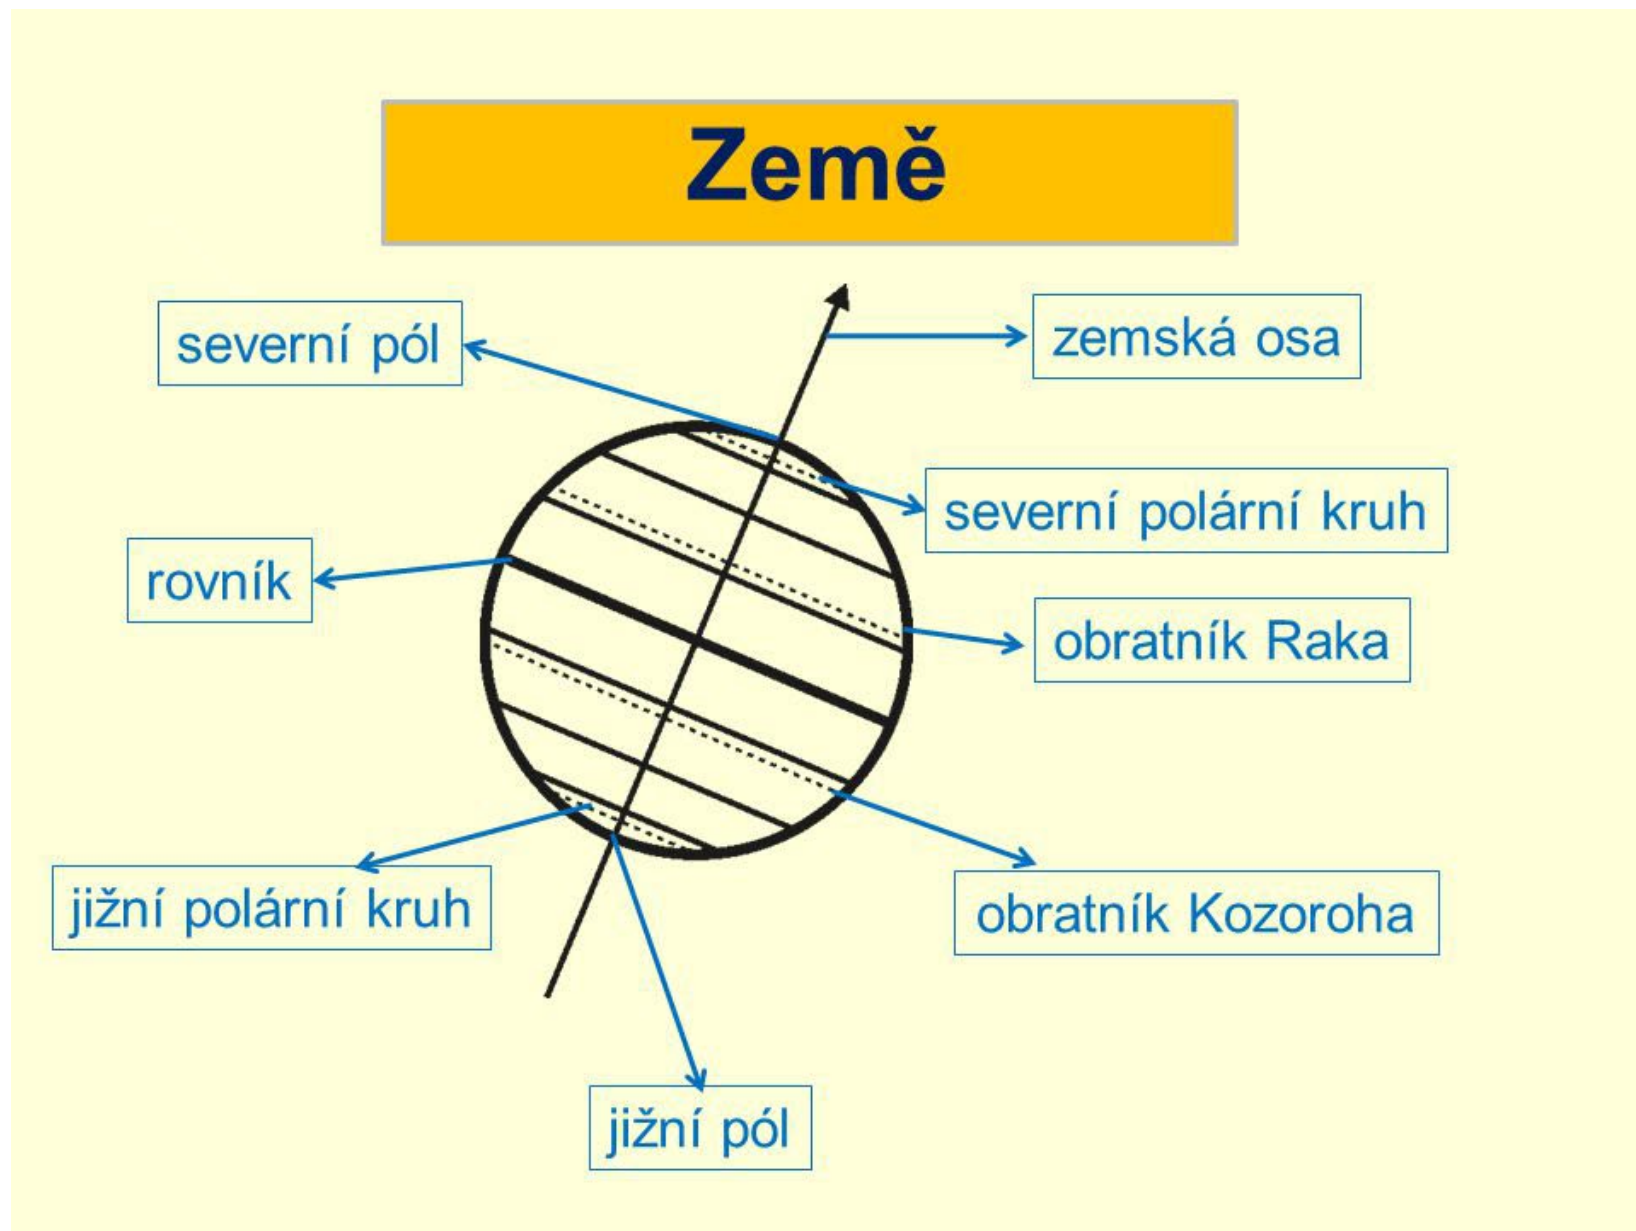 Země
severní pól
zemská osa
severní polární kruh
rovník
obratník Raka
jižní polární kruh
obratník Kozoroha
jižní pól